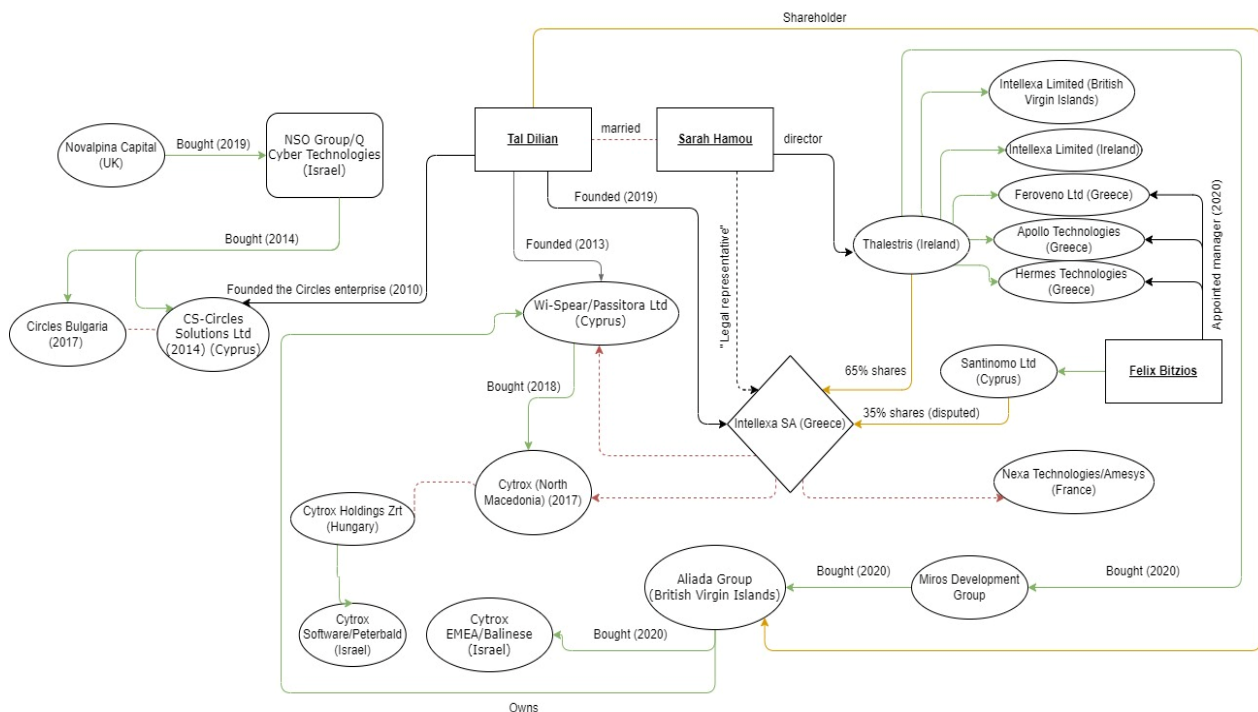 Shareholder
Intellexa Limited (British
Virgin Islands)
Novalpina Capital
(UK)
Bought (2019)
NSO Group/Q
Cyber Technologies
(Israel)
Tal Dilian
married
Sarah Hamou
director
Intellexa Limited (Ireland)
Feroveno Ltd (Greece)
Founded (2019)
Apollo Technologies
(Greece)
Thalestris (Ireland)
Appointed manager (2020)
Bought (2014)
Founded (2013)
Hermes Technologies
(Greece)
Founded the Circles enterprise (2010)
"Legal representative"
Circles Bulgaria
(2017)
CS-Circles
Solutions Ltd
(2014) (Cyprus)
Wi-Spear/Passitora Ltd
(Cyprus)
65% shares
Santinomo Ltd
(Cyprus)
Felix Bitzios
Bought (2018)
35% shares (disputed)
Intellexa SA (Greece)
Cytrox (North
Macedonia) (2017)
Nexa Technologies/Amesys
(France)
Cytrox Holdings Zrt
(Hungary)
Aliada Group
(British Virgin Islands)
Bought (2020)
Miros Development
Group
Bought (2020)
Cytrox
Software/Peterbald
(Israel)
Cytrox
EMEA/Balinese
(Israel)
Bought (2020)
Owns